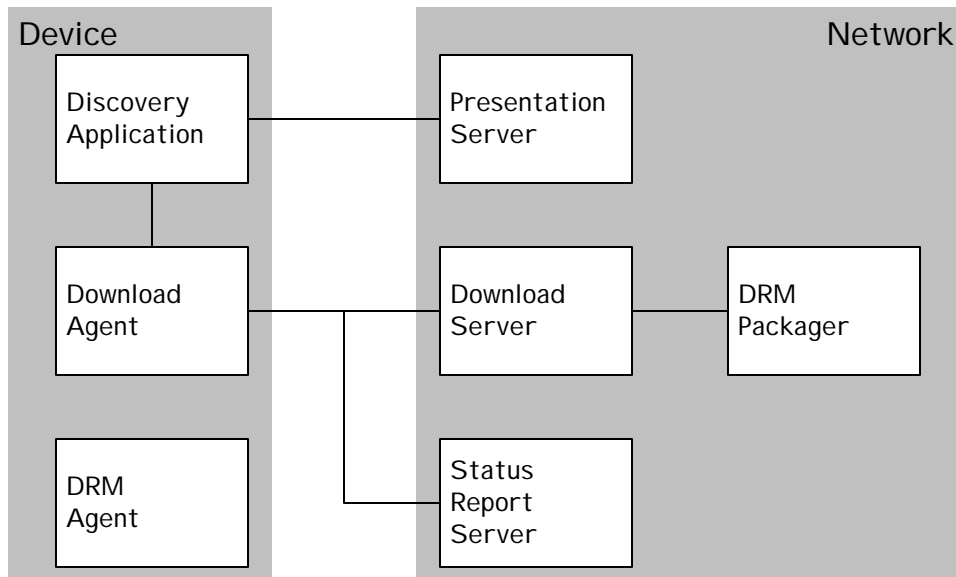 Device
Network
Discovery
Application
Presentation
Server
Download
Agent
Download
Server
DRM
Packager
DRM
Agent
Status
Report
Server